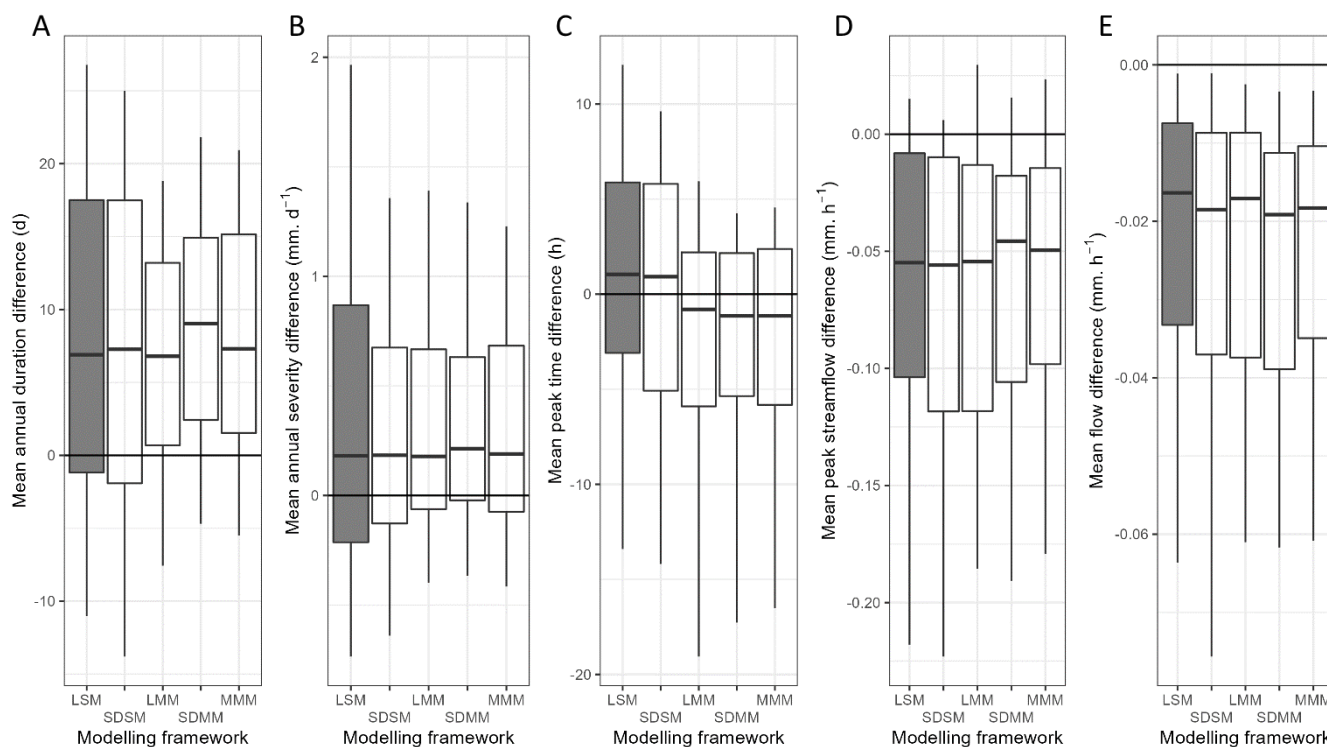 A
B
C
D
E
Mean annual duration difference (d)
20
10
0
-10
LSM
SDSM
LMM
SDMM
MMM
Modelling framework
Mean annual severity difference (mm. d⁻¹)
2
1
0
LSM
SDSM
LMM
SDMM
MMM
Modelling framework
Mean peak time difference (h)
10
0
-10
-20
LSM
SDSM
LMM
SDMM
MMM
Modelling framework
Mean peak streamflow difference (mm. h⁻¹)
0.00
-0.05
-0.10
-0.15
-0.20
LSM
SDSM
LMM
SDMM
MMM
Modelling framework
Mean flow difference (mm. h⁻¹)
0.00
-0.02
-0.04
-0.06
LSM
SDSM
LMM
SDMM
MMM
Modelling framework